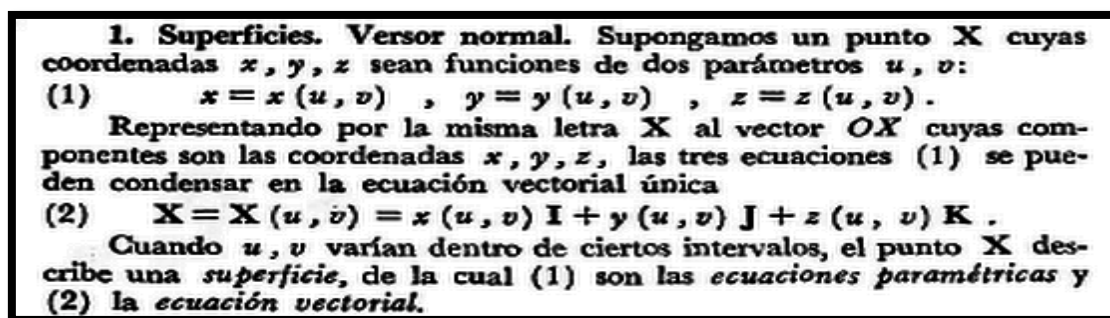 1. Superficies. Versor normal. Supongamos un punto X cuyas
coordenadas x, y, z sean funciones de dos parámetros u, v:
(1) x = x (u, v) , y = y (u, v) , z = z (u, v) .
Representando por la misma letra X al vector OX cuyas com-
ponentes son las coordenadas x, y, z, las tres ecuaciones (1) se pue-
den condensar en la ecuación vectorial única
(2) X = X (u, v) = x (u, v) I + y (u, v) J + z (u, v) K .
Cuando u, v varían dentro de ciertos intervalos, el punto X des-
cribe una superficie, de la cual (1) son las ecuaciones paramétricas y
(2) la ecuación vectorial.